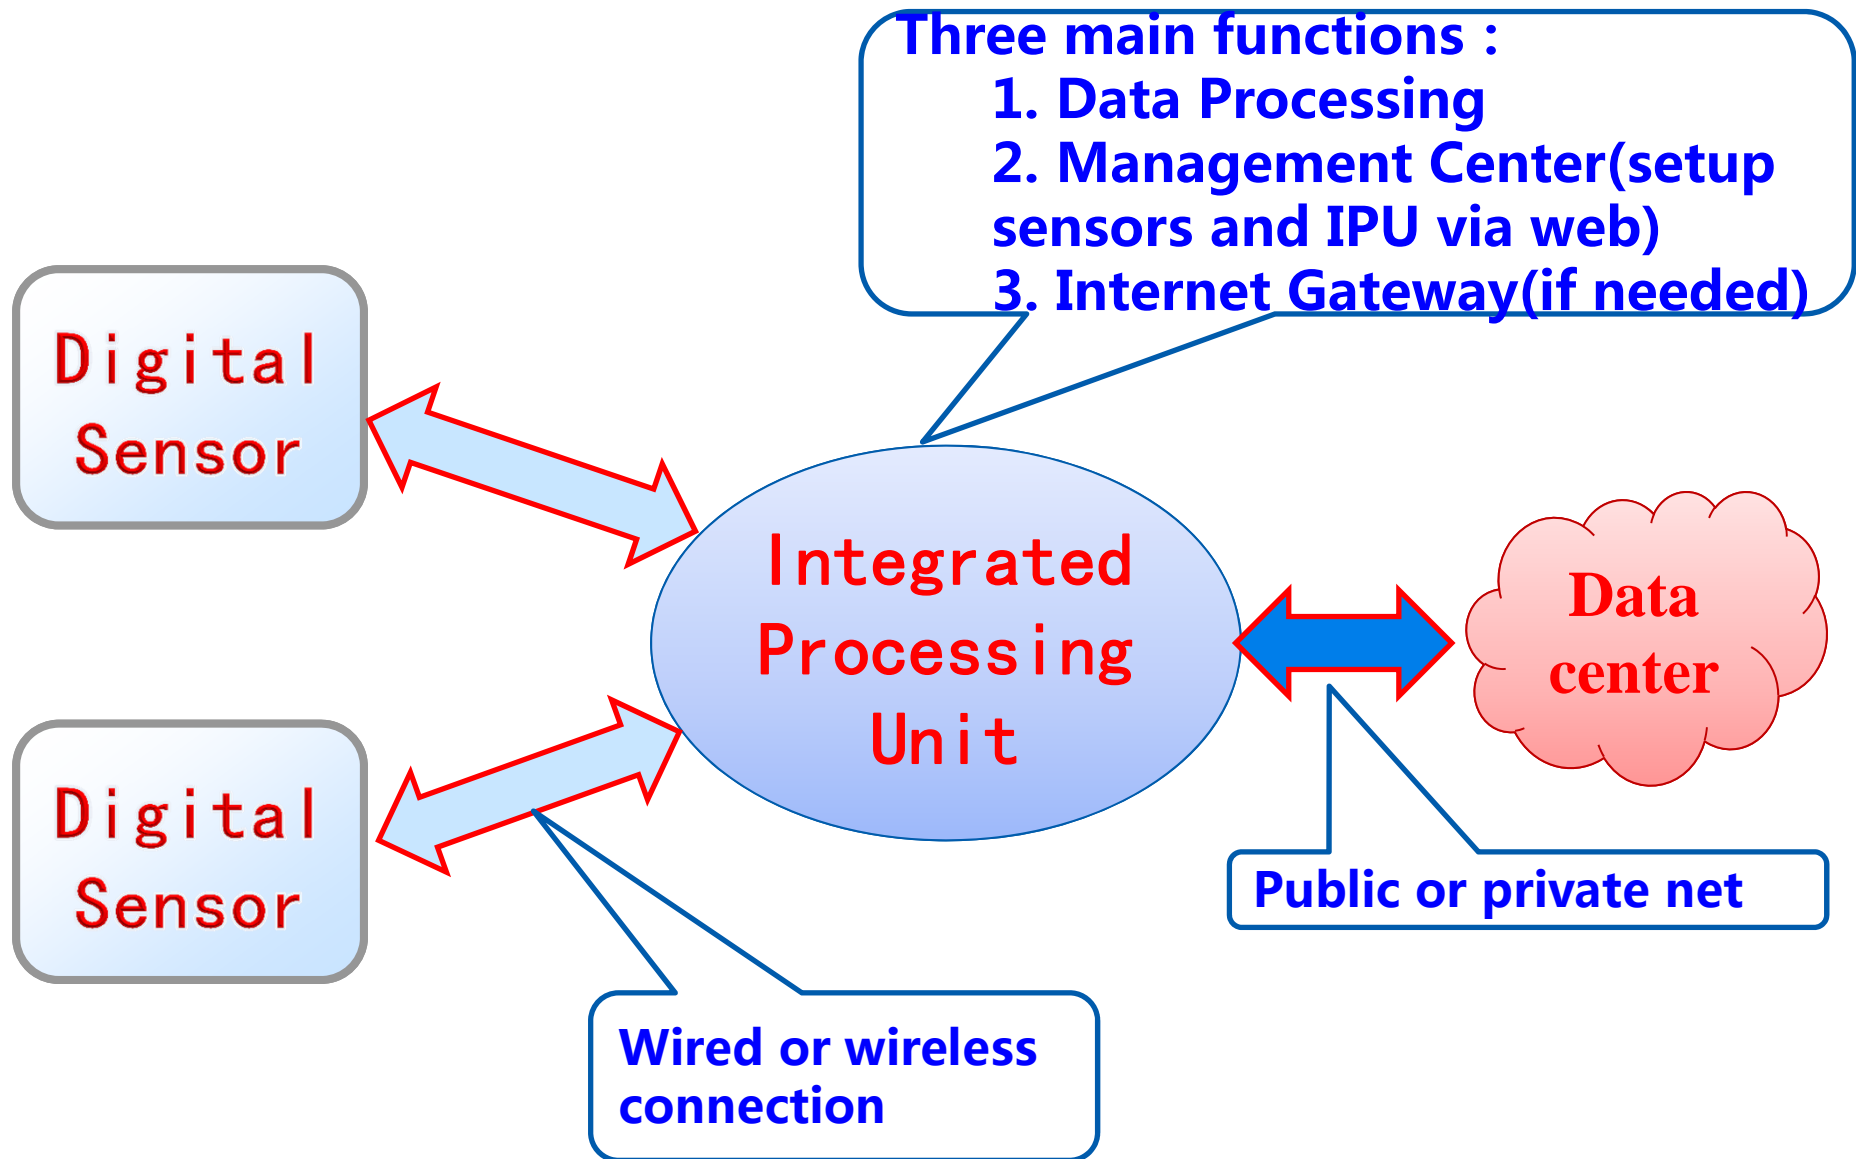 Three main functions：
1. Data Processing
2. Management Center(setup
sensors and IPU via web)
3. Internet Gateway(if needed)
Digital
Sensor
Integrated
Processing
Unit
Data
center
Digital
Sensor
Public or private net
Wired or wireless
connection